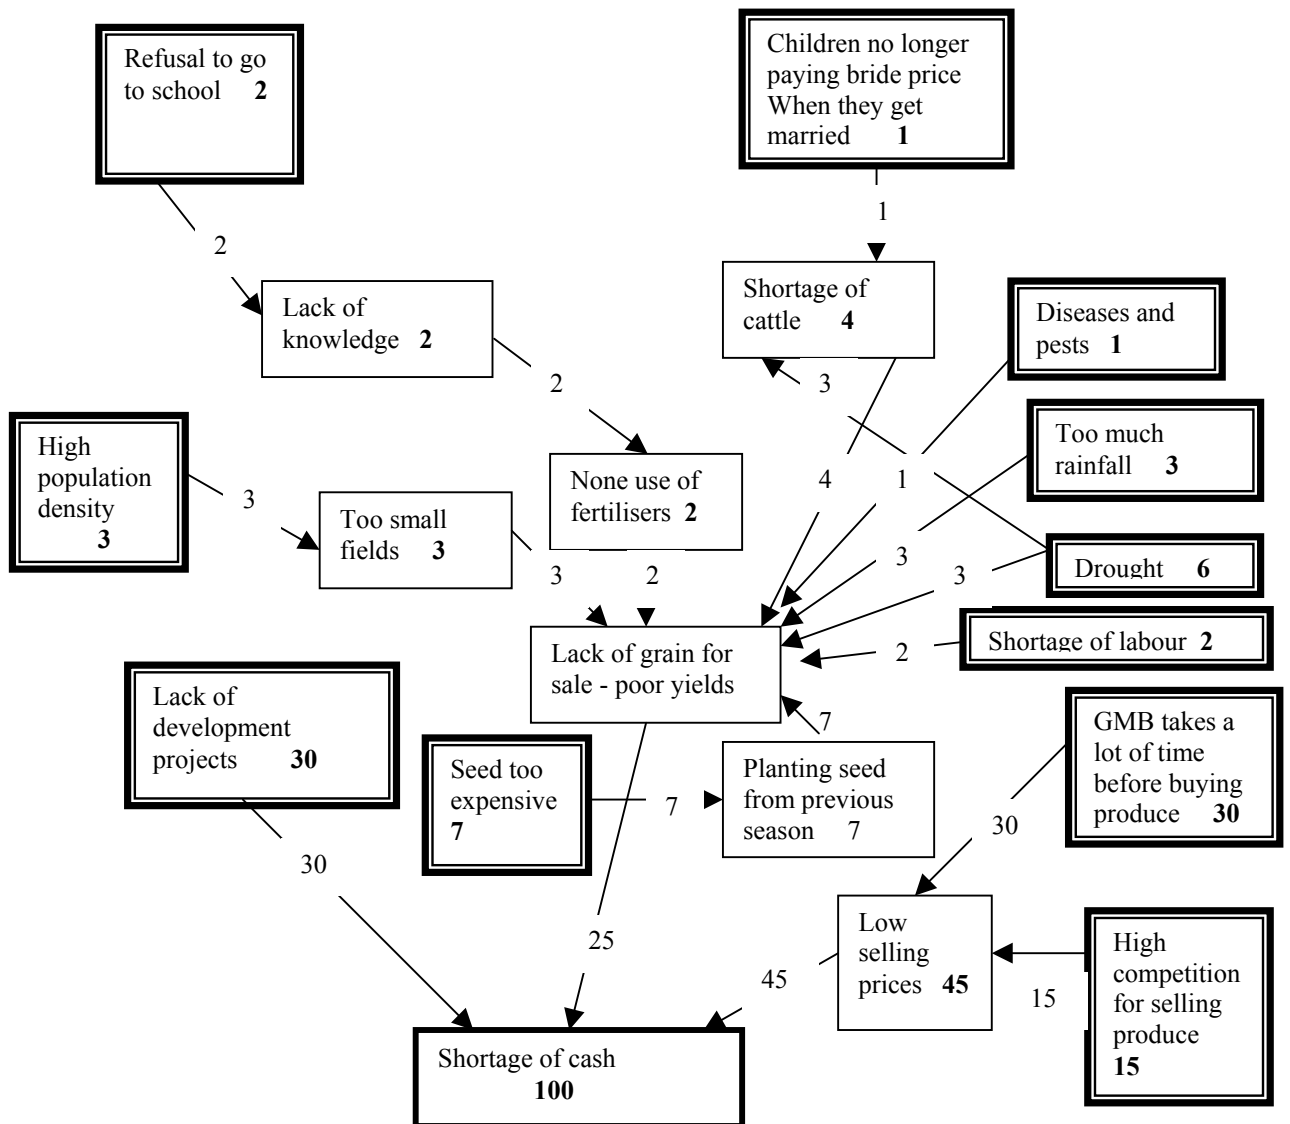 Refusal to go
to school 2
Children no longer
paying bride price
When they get
married 1
2
1
Lack of
knowledge 2
Shortage of
cattle 4
Diseases and
pests 1
2
3
High
population
density
3
3
Too small
fields 3
None use of
fertilisers 2
4
1
Too much
rainfall 3
3
2
3
3
Drought 6
Lack of grain for
sale - poor yields
2
Shortage of labour 2
Lack of
development
projects 30
Seed too
expensive
7
7
7
Planting seed
from previous
season 7
GMB takes a
lot of time
before buying
produce 30
30
30
25
45
Low
selling
prices 45
15
High
competition
for selling
produce
15
Shortage of cash
100